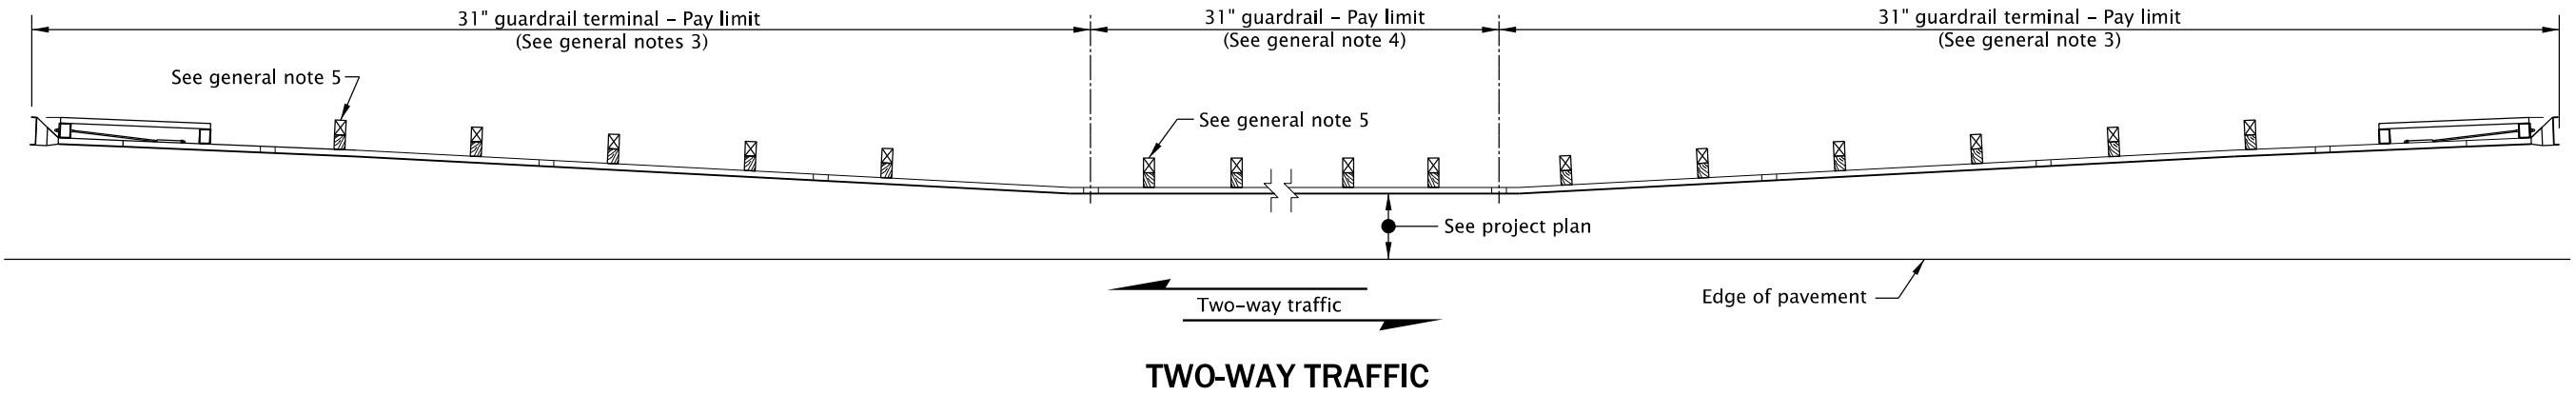 31" guardrail terminal – Pay limit
(See general notes 3)
31" guardrail – Pay limit
(See general note 4)
31" guardrail terminal – Pay limit
(See general note 3)
See general note 5
See general note 5
See project plan
Edge of pavement
Two–way traffic
TWO-WAY TRAFFIC